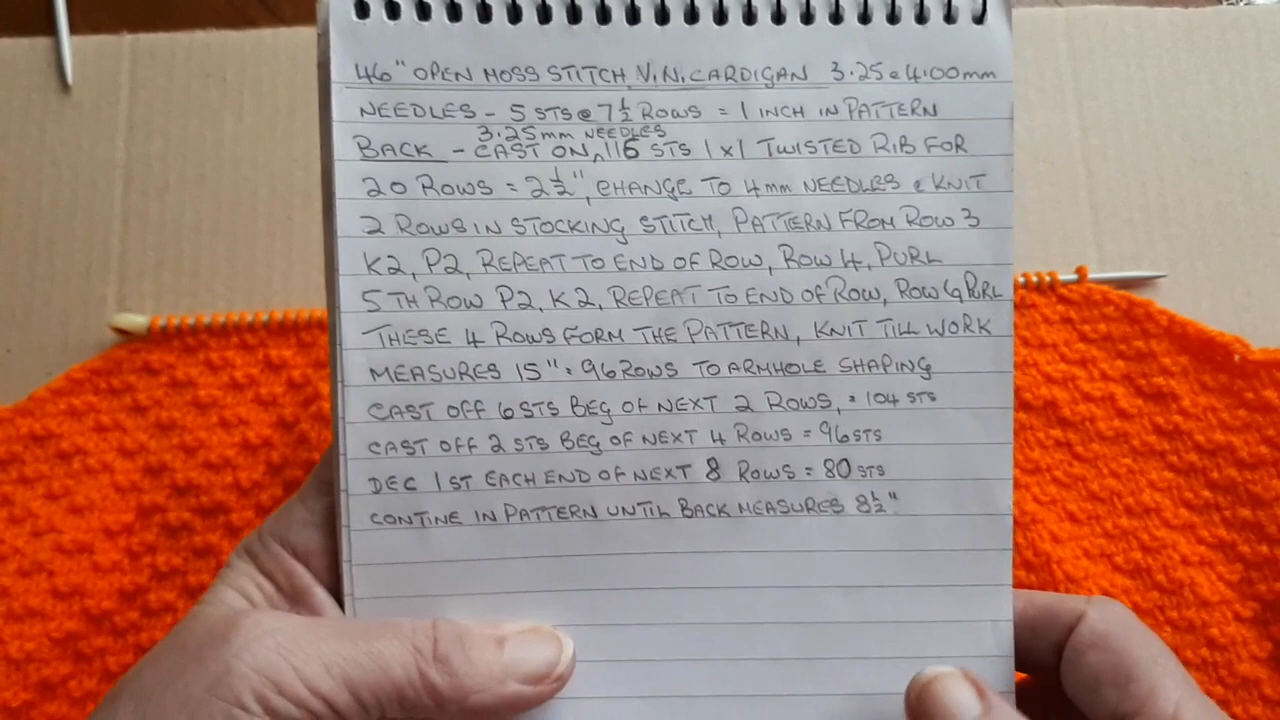 46" OPEN MOSS STITCH V.N. CARDIGAN 3.25 & 4.00mm
NEEDLES - 5 STS @ 7½ ROWS = 1 INCH IN PATTERN
3.25mm NEEDLES
BACK - CAST ON 116 STS 1x1 TWISTED RIB FOR
20 ROWS = 2½", CHANGE TO 4mm NEEDLES & KNIT
2 ROWS IN STOCKING STITCH, PATTERN FROM ROW 3
K2, P2, REPEAT TO END OF ROW, ROW 4, PURL
5TH ROW P2, K2, REPEAT TO END OF ROW, ROW 6 PURL
THESE 4 ROWS FORM THE PATTERN, KNIT TILL WORK
MEASURES 15" = 96 ROWS TO ARMHOLE SHAPING
CAST OFF 6 STS BEG OF NEXT 2 ROWS, = 104 STS
CAST OFF 2 STS BEG OF NEXT 4 ROWS = 96 STS
DEC 1ST EACH END OF NEXT 8 ROWS = 80 STS
CONTINE IN PATTERN UNTIL BACK MEASURES 8½"